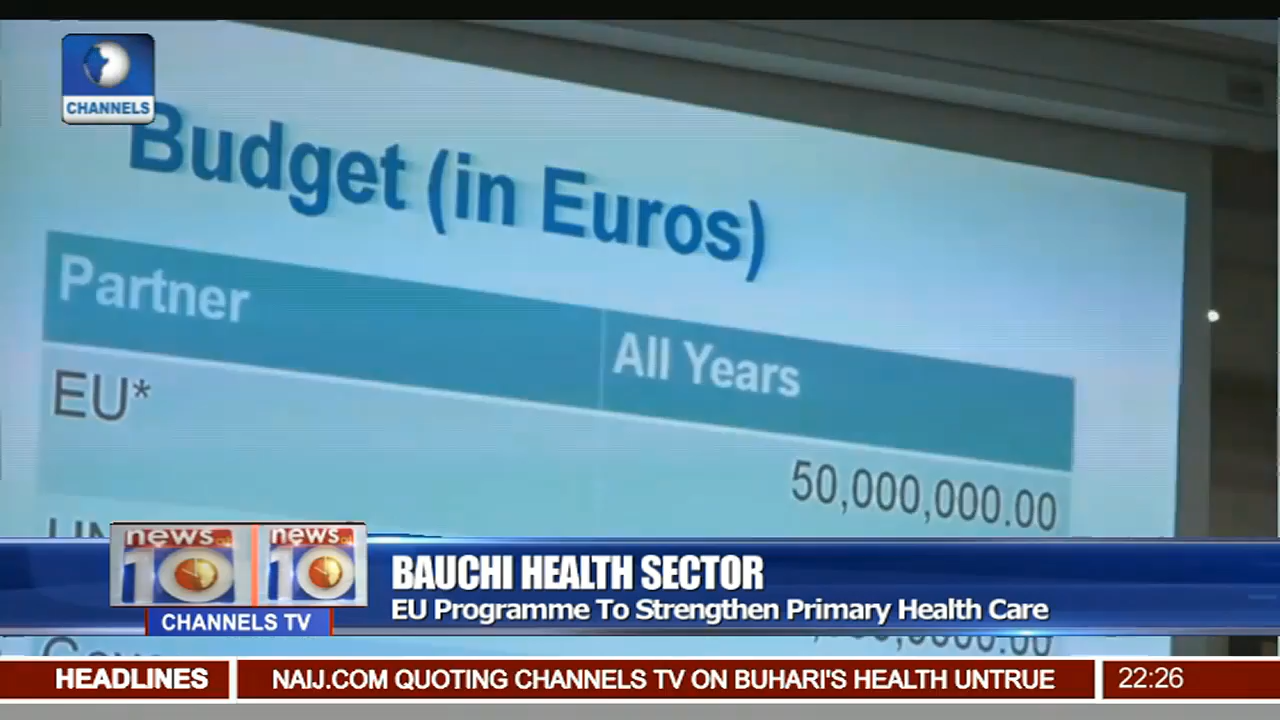 CHANNELS
Budget (in Euros)
Partner
All Years
EU*
50,000,000.00
news at
10
news at
10
BAUCHI HEALTH SECTOR
EU Programme To Strengthen Primary Health Care
CHANNELS TV
HEADLINES
NAIJ.COM QUOTING CHANNELS TV ON BUHARI'S HEALTH UNTRUE
22:26